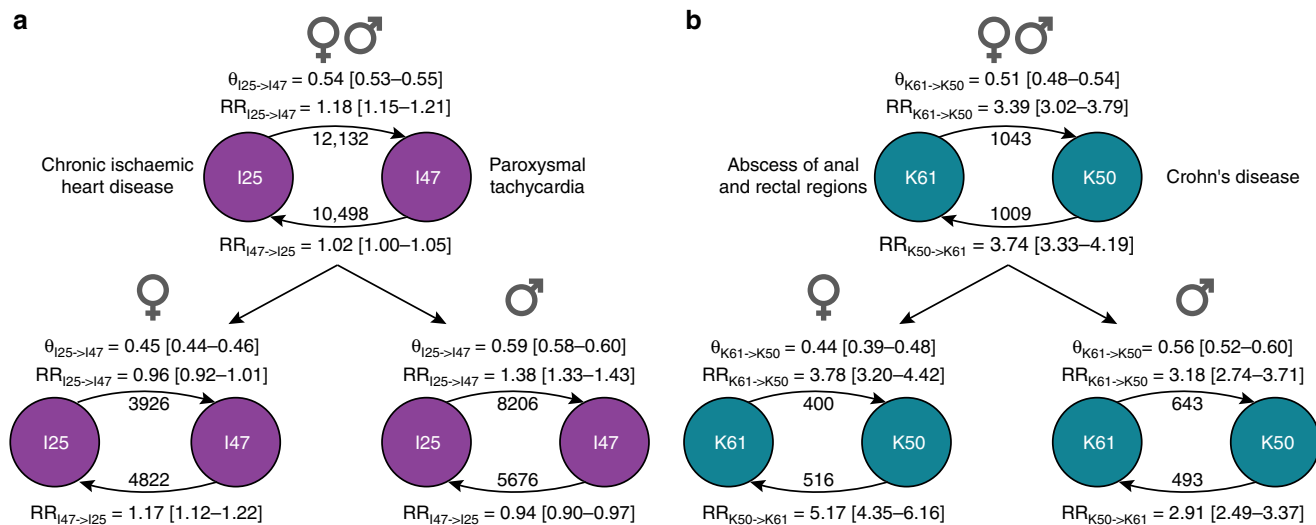 a
θI25->I47 = 0.54 [0.53–0.55]
RRI25->I47 = 1.18 [1.15–1.21]
12,132
Chronic ischaemic
heart disease
I25
I47
Paroxysmal
tachycardia
10,498
RRI47->I25 = 1.02 [1.00–1.05]
θI25->I47 = 0.45 [0.44–0.46]
RRI25->I47 = 0.96 [0.92–1.01]
3926
I25
I47
4822
RRI47->I25 = 1.17 [1.12–1.22]
θI25->I47 = 0.59 [0.58–0.60]
RRI25->I47 = 1.38 [1.33–1.43]
8206
I25
I47
5676
RRI47->I25 = 0.94 [0.90–0.97]
b
θK61->K50 = 0.51 [0.48–0.54]
RRK61->K50 = 3.39 [3.02–3.79]
1043
Abscess of anal
and rectal regions
K61
K50
Crohn's disease
1009
RRK50->K61 = 3.74 [3.33–4.19]
θK61->K50 = 0.44 [0.39–0.48]
RRK61->K50 = 3.78 [3.20–4.42]
400
K61
K50
516
RRK50->K61 = 5.17 [4.35–6.16]
θK61->K50= 0.56 [0.52–0.60]
RRK61->K50 = 3.18 [2.74–3.71]
643
K61
K50
493
RRK50->K61 = 2.91 [2.49–3.37]